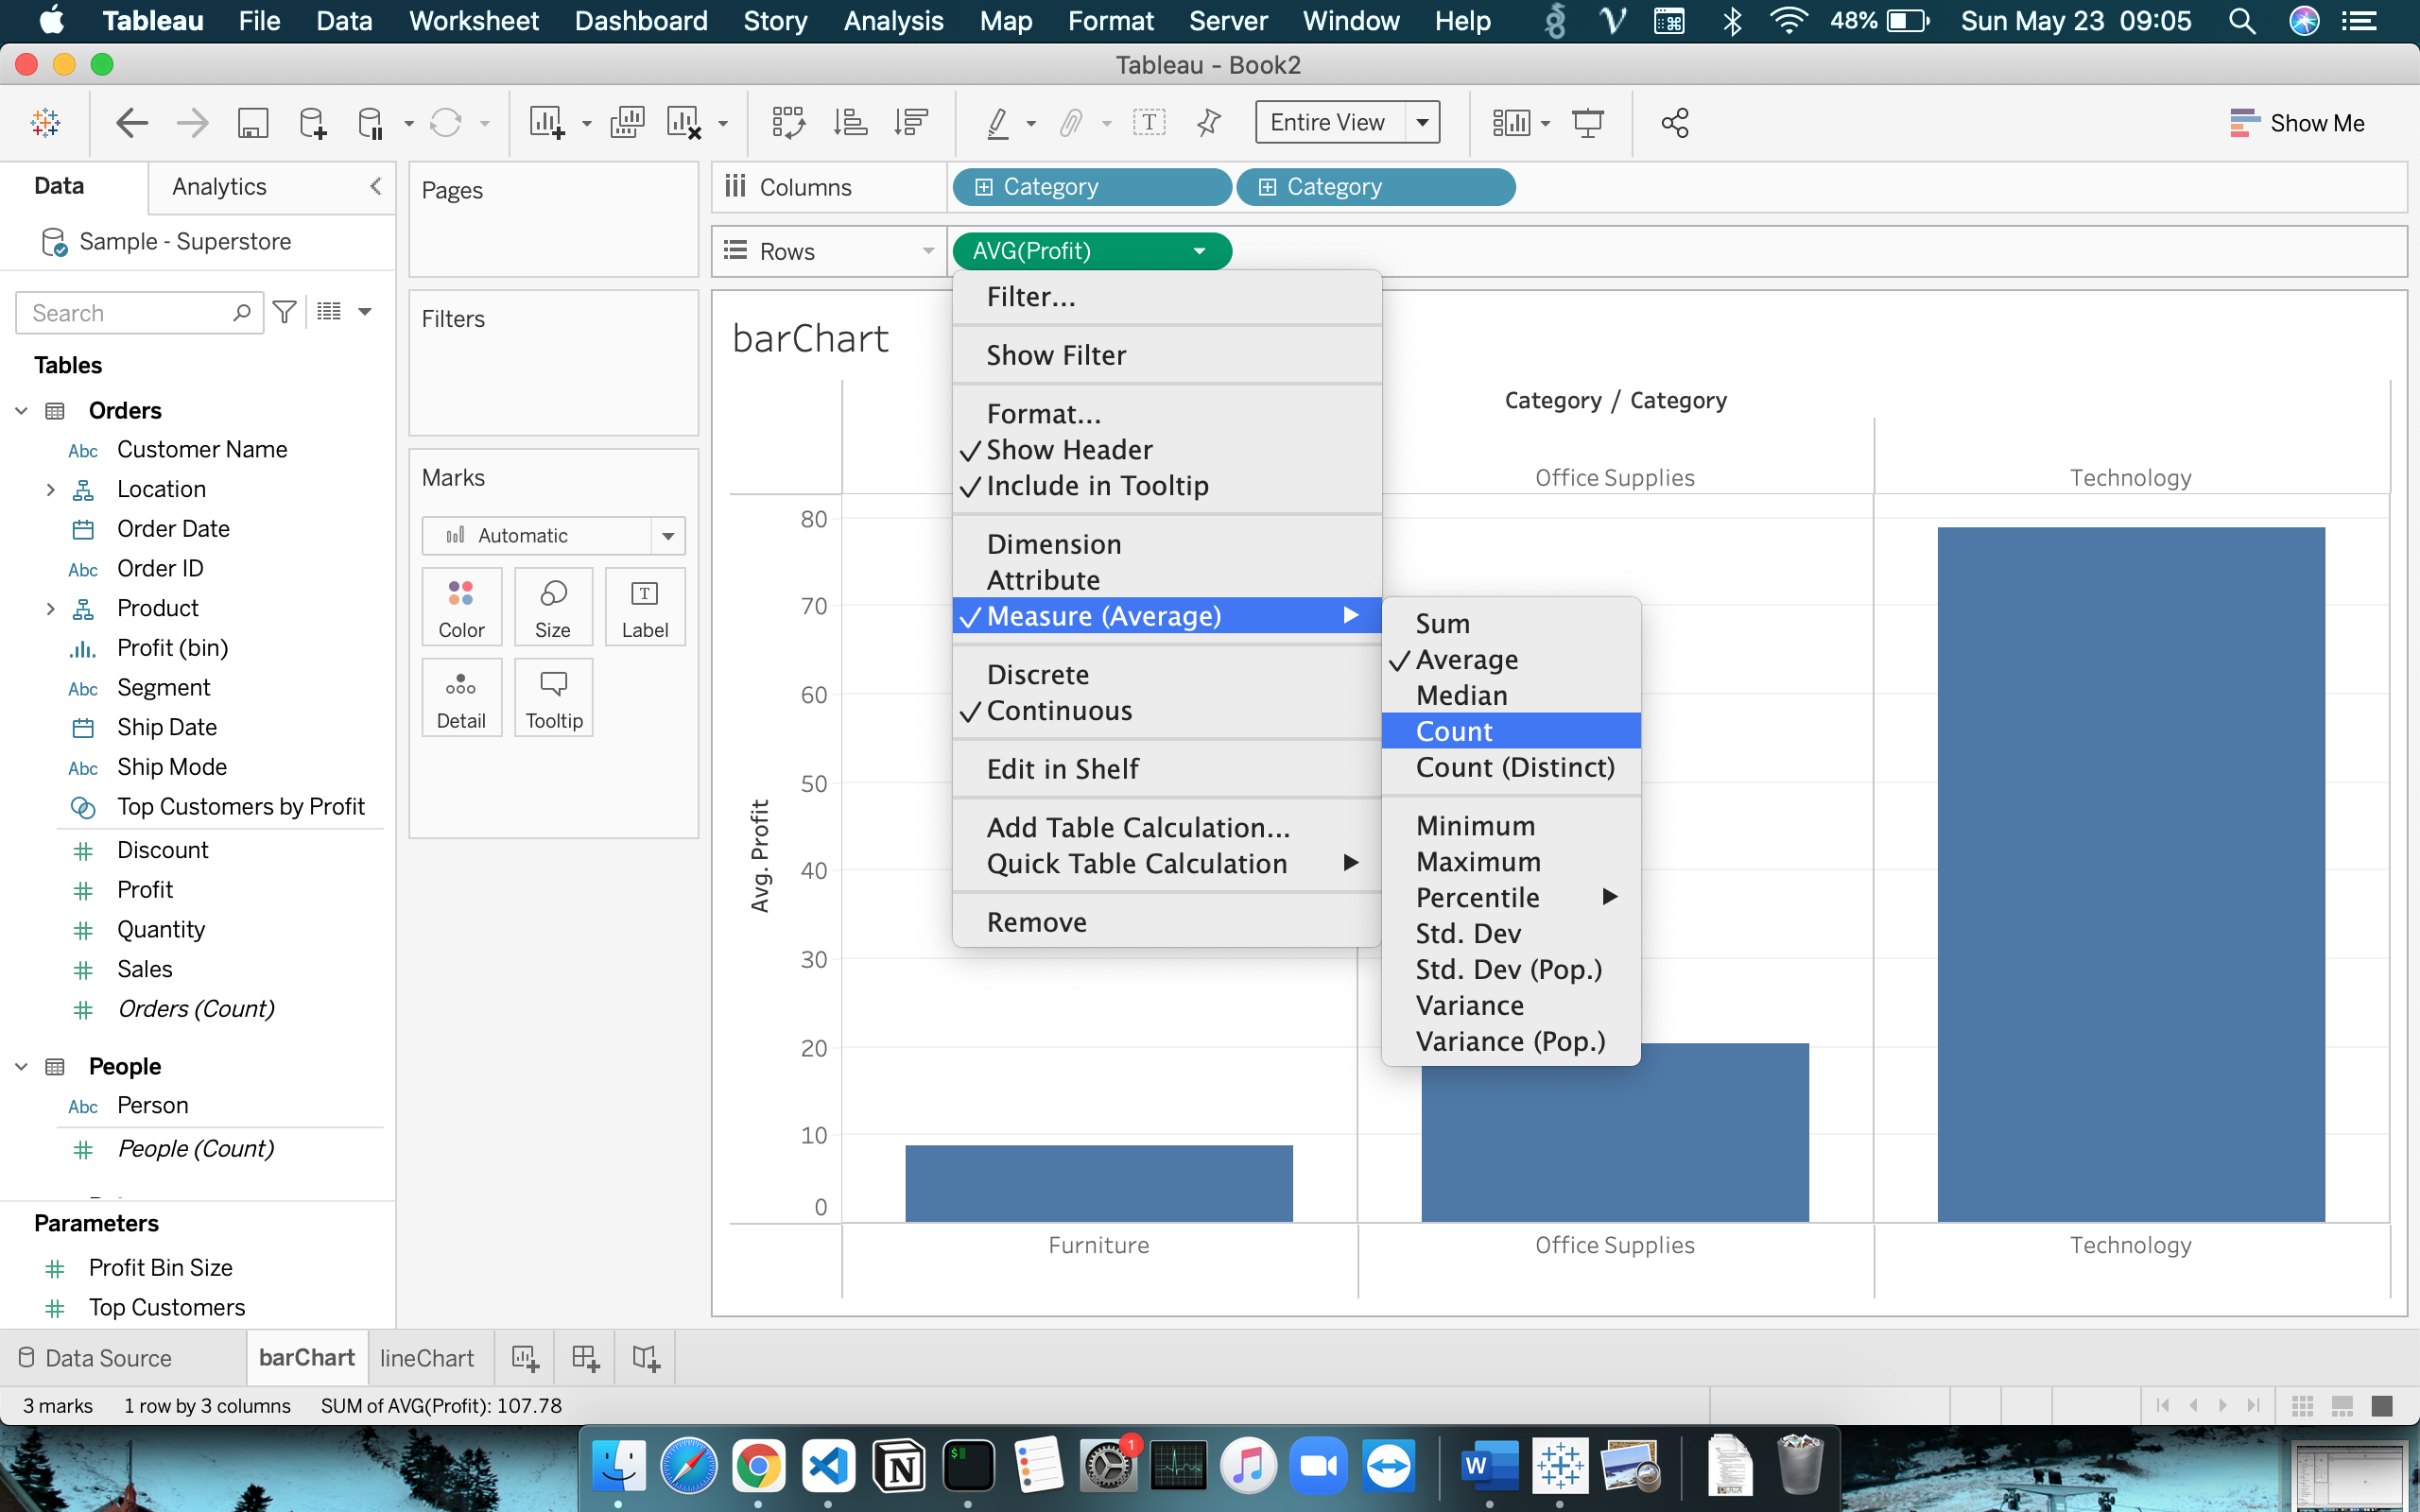 Tableau File Data Worksheet Dashboard Story Analysis Map Format Server Window Help 48% Sun May 23 09:05
Tableau - Book2
Entire View
Show Me
Data Analytics
Sample - Superstore
Search
Tables
Orders
Abc Customer Name
Location
Order Date
Abc Order ID
Product
Profit (bin)
Abc Segment
Ship Date
Abc Ship Mode
Top Customers by Profit
Discount
Profit
Quantity
Sales
Orders (Count)
People
Abc Person
People (Count)
Parameters
Profit Bin Size
Top Customers
Pages
Filters
Marks
Automatic
Color Size Label
Detail Tooltip
Columns Category Category
Rows AVG(Profit)
barChart
Category / Category
Office Supplies Technology
80
70
60
50
40
30
20
10
0
Avg. Profit
Furniture Office Supplies Technology
Filter...
Show Filter
Format...
Show Header
Include in Tooltip
Dimension
Attribute
Measure (Average)
Discrete
Continuous
Edit in Shelf
Add Table Calculation...
Quick Table Calculation
Remove
Sum
Average
Median
Count
Count (Distinct)
Minimum
Maximum
Percentile
Std. Dev
Std. Dev (Pop.)
Variance
Variance (Pop.)
Data Source barChart lineChart
3 marks 1 row by 3 columns SUM of AVG(Profit): 107.78
1